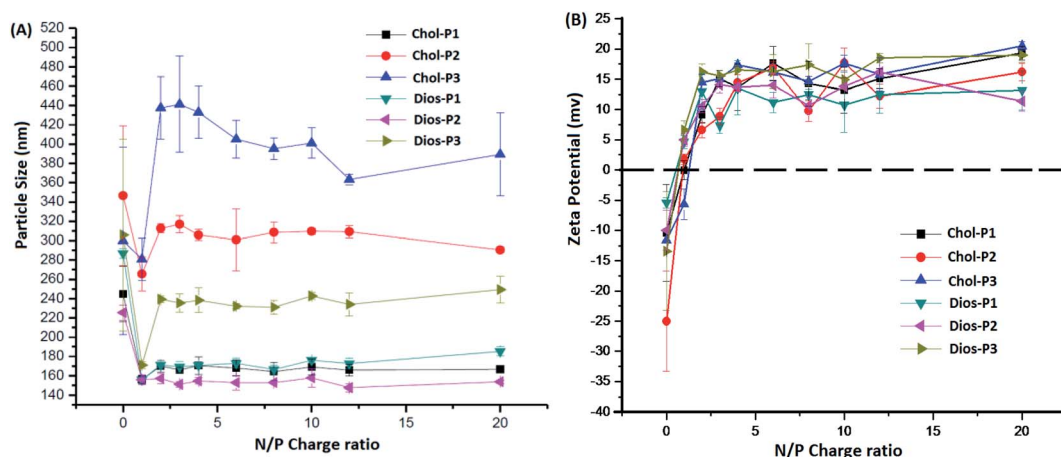 (A)
Particle Size (nm)
520
500
480
460
440
420
400
380
360
340
320
300
280
260
240
220
200
180
160
140
Chol-P1
Chol-P2
Chol-P3
Dios-P1
Dios-P2
Dios-P3
0 5 10 15 20
N/P Charge ratio
(B)
Zeta Potential (mv)
25
20
15
10
5
0
-5
-10
-15
-20
-25
-30
-35
-40
Chol-P1
Chol-P2
Chol-P3
Dios-P1
Dios-P2
Dios-P3
0 5 10 15 20
N/P Charge ratio